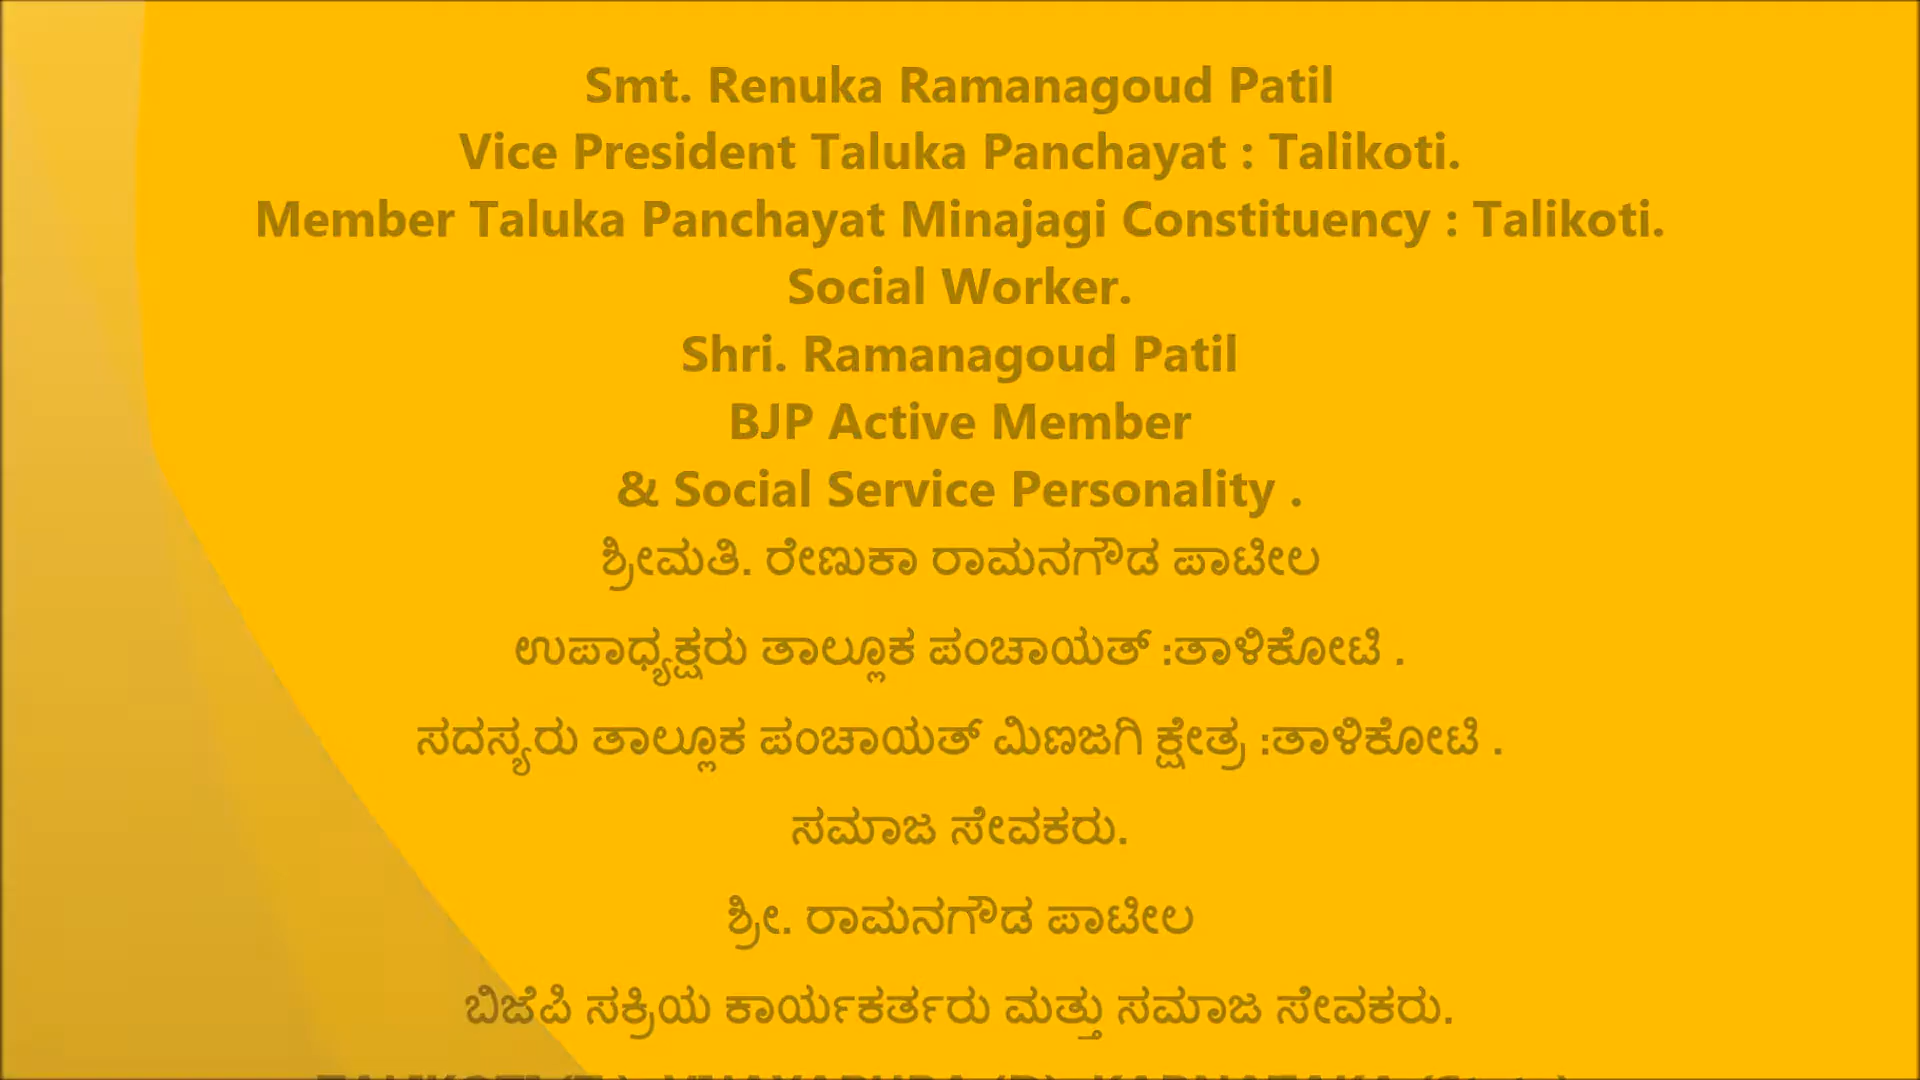 Smt. Renuka Ramanagoud Patil
Vice President Taluka Panchayat : Talikoti.
Member Taluka Panchayat Minajagi Constituency : Talikoti.
Social Worker.
Shri. Ramanagoud Patil
BJP Active Member
& Social Service Personality .
ಶ್ರೀಮತಿ. ರೇಣುಕಾ ರಾಮನಗೌಡ ಪಾಟೀಲ
ಉಪಾಧ್ಯಕ್ಷರು ತಾಲ್ಲೂಕ ಪಂಚಾಯತ್ :ತಾಳಿಕೋಟಿ .
ಸದಸ್ಯರು ತಾಲ್ಲೂಕ ಪಂಚಾಯತ್ ಮಿಣಜಗಿ ಕ್ಷೇತ್ರ :ತಾಳಿಕೋಟಿ .
ಸಮಾಜ ಸೇವಕರು.
ಶ್ರೀ. ರಾಮನಗೌಡ ಪಾಟೀಲ
ಬಿಜೆಪಿ ಸಕ್ರಿಯ ಕಾರ್ಯಕರ್ತರು ಮತ್ತು ಸಮಾಜ ಸೇವಕರು.